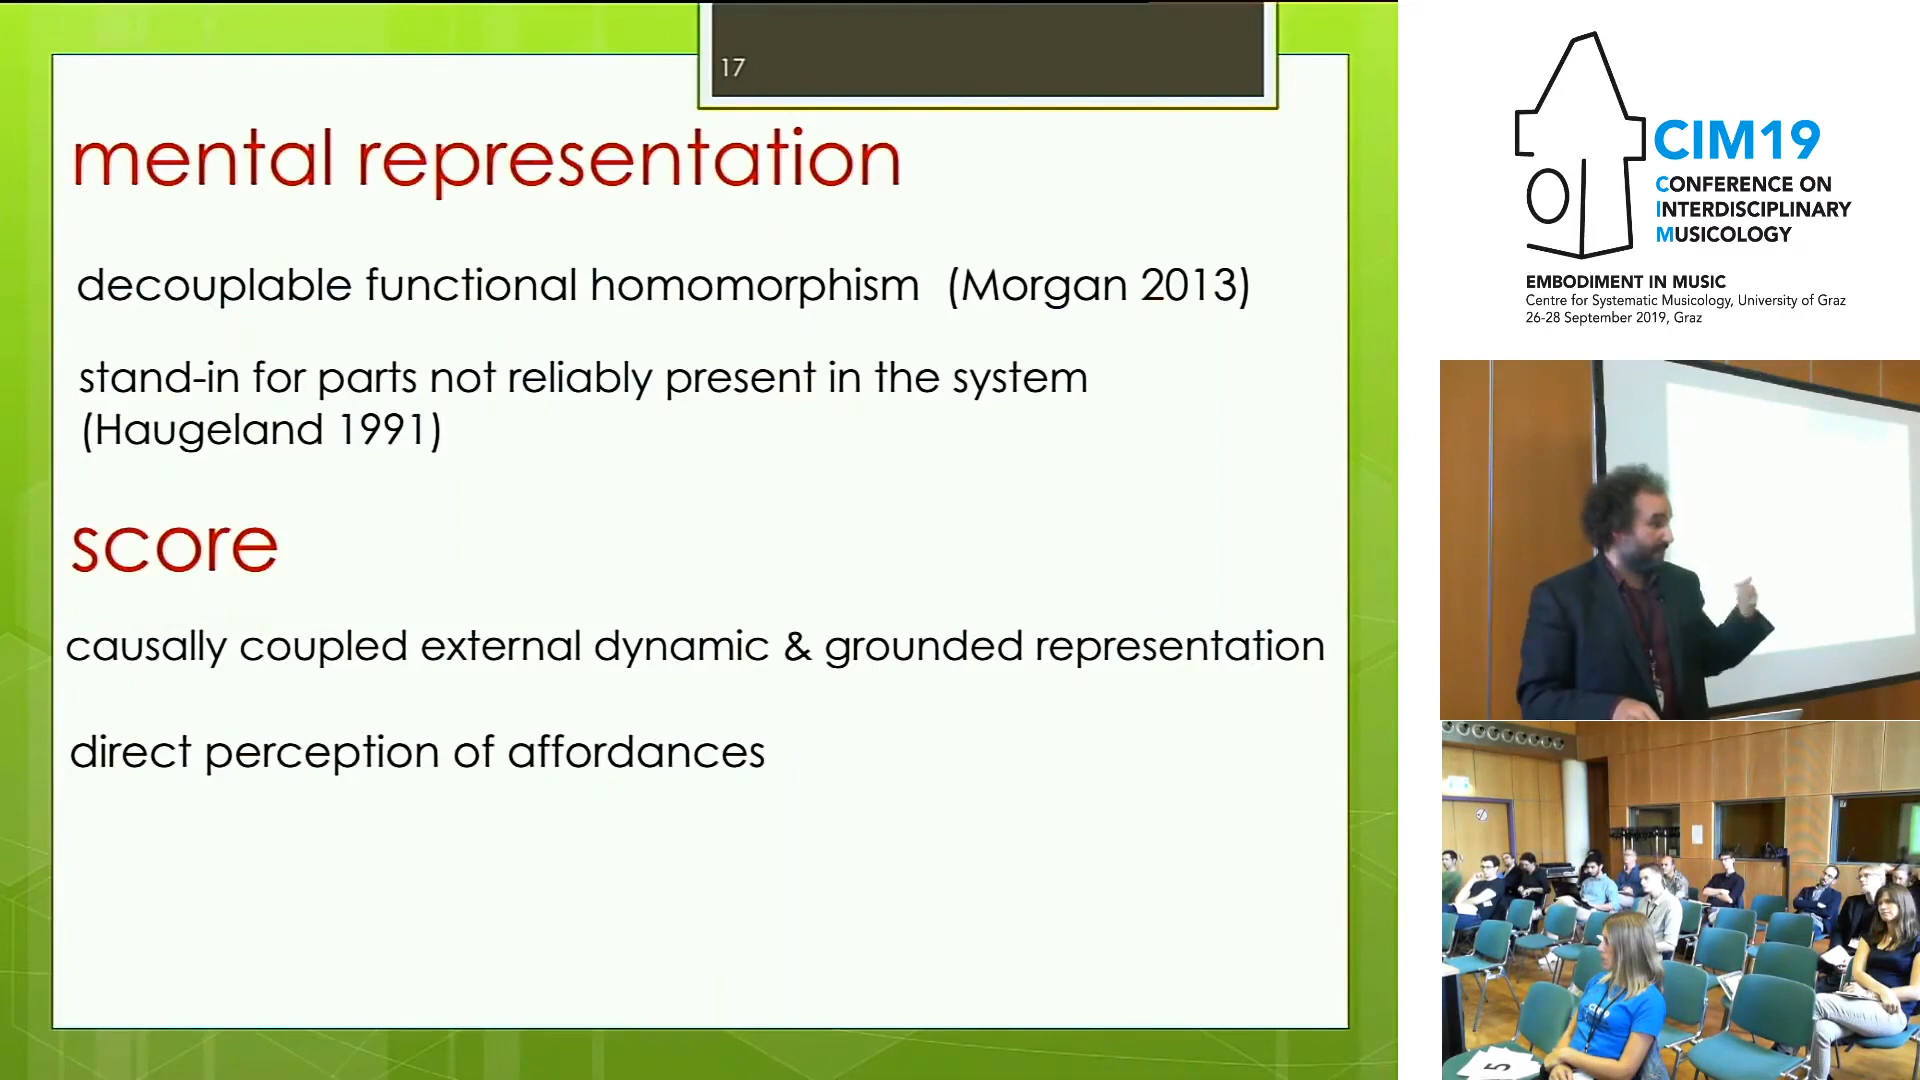 17
mental representation
decouplable functional homomorphism (Morgan 2013)
stand-in for parts not reliably present in the system
(Haugeland 1991)
score
causally coupled external dynamic & grounded representation
direct perception of affordances
CIM19
CONFERENCE ON
INTERDISCIPLINARY
MUSICOLOGY
EMBODIMENT IN MUSIC
Centre for Systematic Musicology, University of Graz
26-28 September 2019, Graz
5